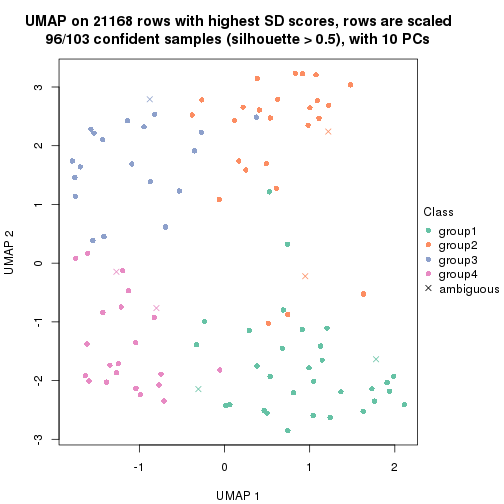 UMAP on 21168 rows with highest SD scores, rows are scaled
96/103 confident samples (silhouette > 0.5), with 10 PCs
3
2
1
0
-1
-2
-3
UMAP 2
-1
0
1
2
UMAP 1
Class
group1
group2
group3
group4
ambiguous